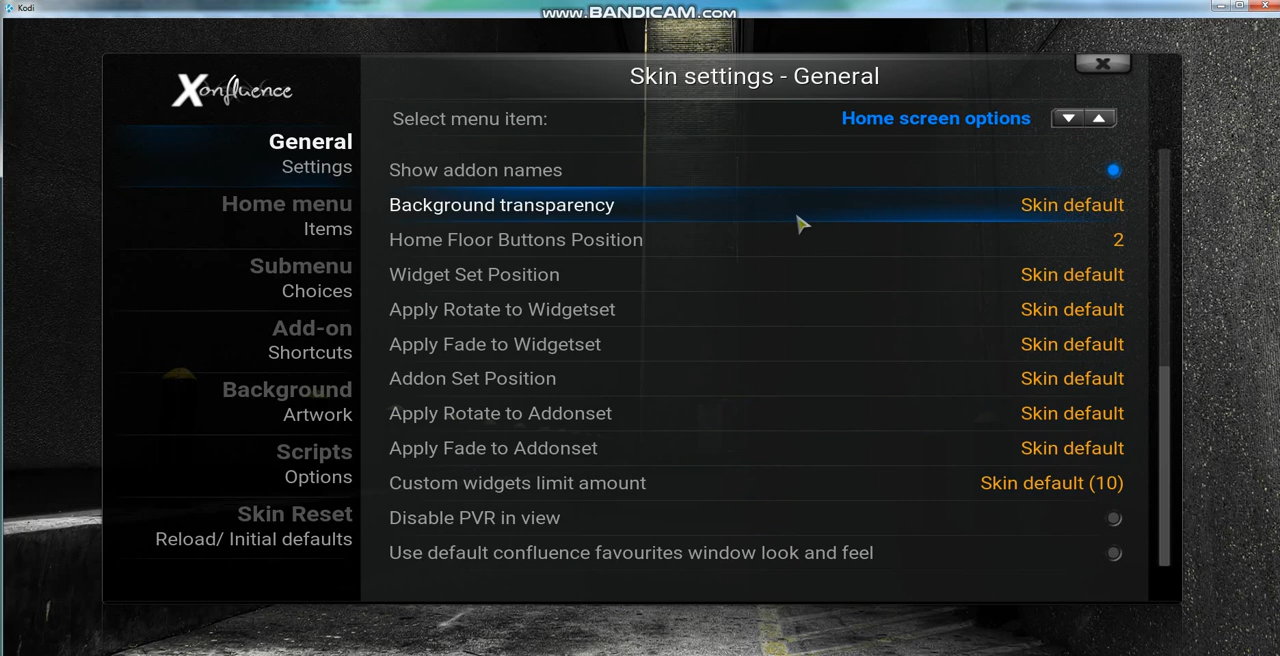 Kodi
www.BANDICAM.com
Xonfluence
Skin settings - General
General
Settings
Home menu
Items
Submenu
Choices
Add-on
Shortcuts
Background
Artwork
Scripts
Options
Skin Reset
Reload/ Initial defaults
Select menu item: Home screen options
Show addon names
Background transparency Skin default
Home Floor Buttons Position 2
Widget Set Position Skin default
Apply Rotate to Widgetset Skin default
Apply Fade to Widgetset Skin default
Addon Set Position Skin default
Apply Rotate to Addonset Skin default
Apply Fade to Addonset Skin default
Custom widgets limit amount Skin default (10)
Disable PVR in view
Use default confluence favourites window look and feel